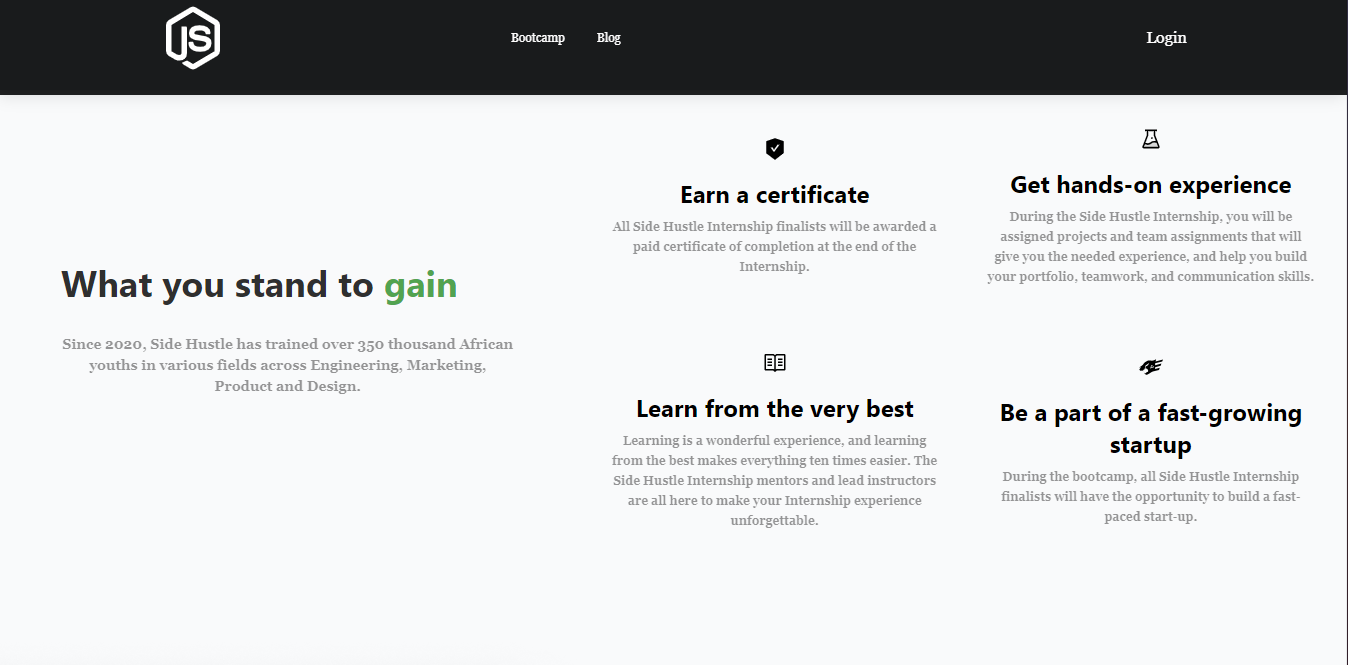 JS
Bootcamp
Blog
Login
What you stand to gain
Since 2020, Side Hustle has trained over 350 thousand African
youths in various fields across Engineering, Marketing,
Product and Design.
Earn a certificate
All Side Hustle Internship finalists will be awarded a
paid certificate of completion at the end of the
Internship.
Get hands-on experience
During the Side Hustle Internship, you will be
assigned projects and team assignments that will
give you the needed experience, and help you build
your portfolio, teamwork, and communication skills.
Learn from the very best
Learning is a wonderful experience, and learning
from the best makes everything ten times easier. The
Side Hustle Internship mentors and lead instructors
are all here to make your Internship experience
unforgettable.
Be a part of a fast-growing
startup
During the bootcamp, all Side Hustle Internship
finalists will have the opportunity to build a fast-
paced start-up.